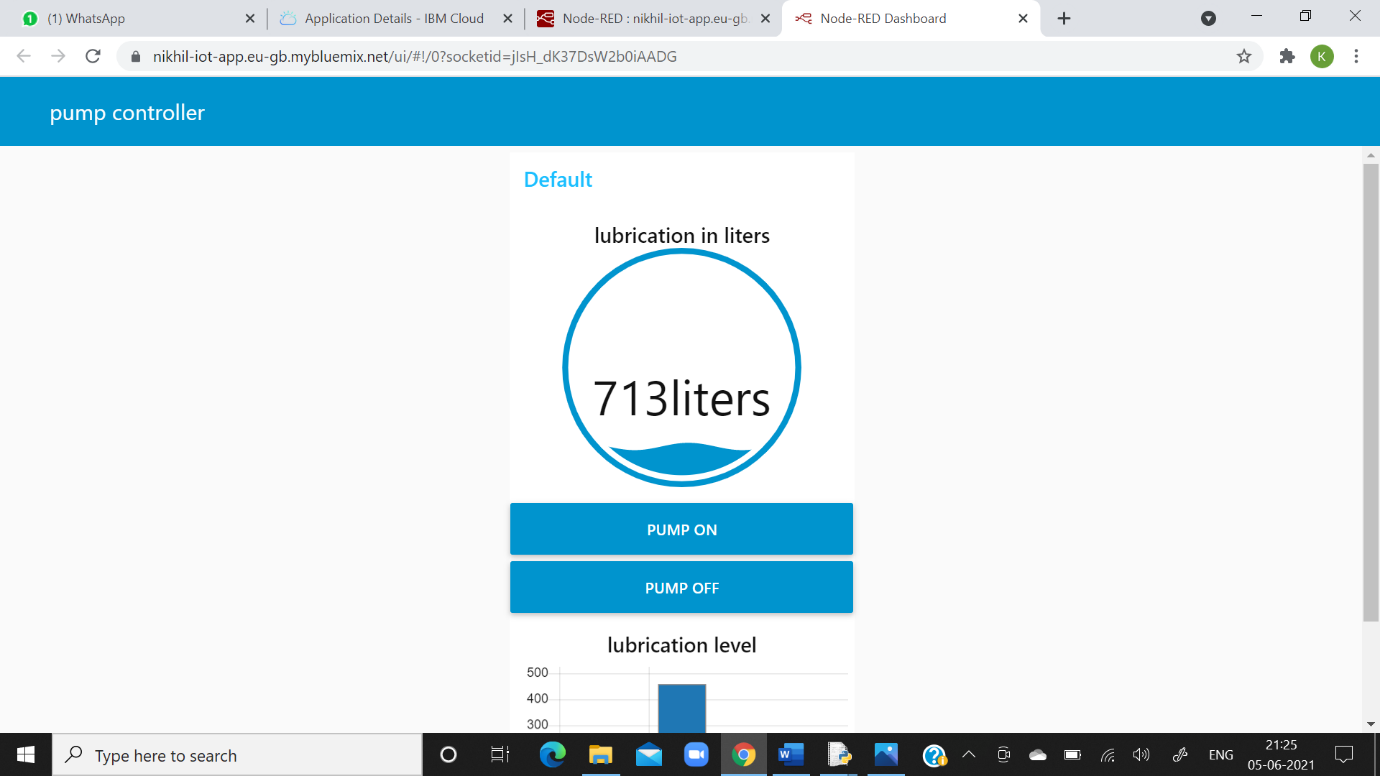 (1) WhatsApp
Application Details - IBM Cloud
Node-RED : nikhil-iot-app.eu-gb.
Node-RED Dashboard
nikhil-iot-app.eu-gb.mybluemix.net/ui/#!/0?socketid=jIsH_dK37DsW2b0iAADG
K
pump controller
Default
lubrication in liters
713liters
PUMP ON
PUMP OFF
lubrication level
500
400
300
Type here to search
ENG
21:25
05-06-2021